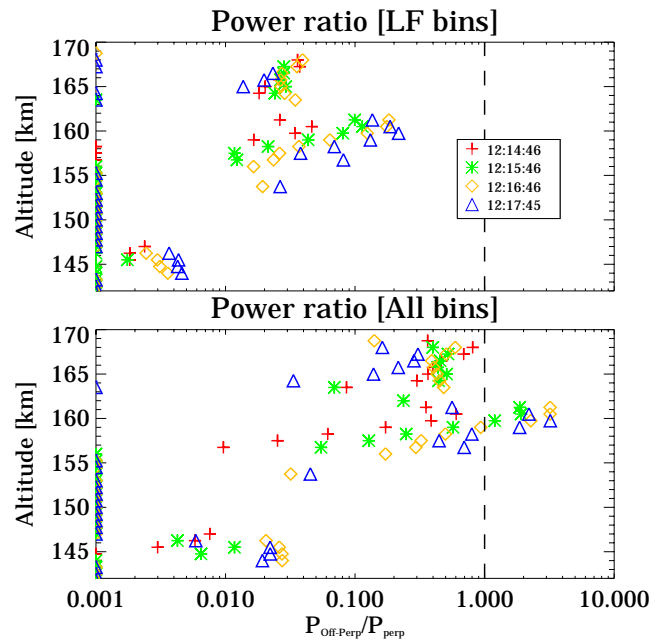 Power ratio [LF bins]
170
165
160
155
150
145
Altitude [km]
12:14:46
12:15:46
12:16:46
12:17:45
Power ratio [All bins]
170
165
160
155
150
145
Altitude [km]
0.001 0.010 0.100 1.000 10.000
P_Off-Perp/P_perp